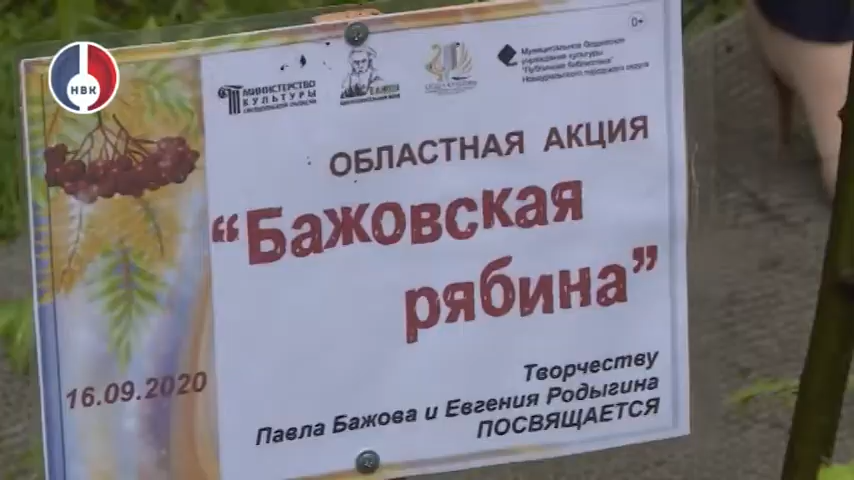 НВК
0+
МИНИСТЕРСТВО
КУЛЬТУРЫ
СВЕРДЛОВСКОЙ ОБЛАСТИ
Муниципальное бюджетное
учреждение культуры
"Публичная библиотека"
Новоуральского городского округа
ОБЛАСТНАЯ АКЦИЯ
“Бажовская
рябина”
16.09.2020
Творчеству
Павла Бажова и Евгения Родыгина
ПОСВЯЩАЕТСЯ